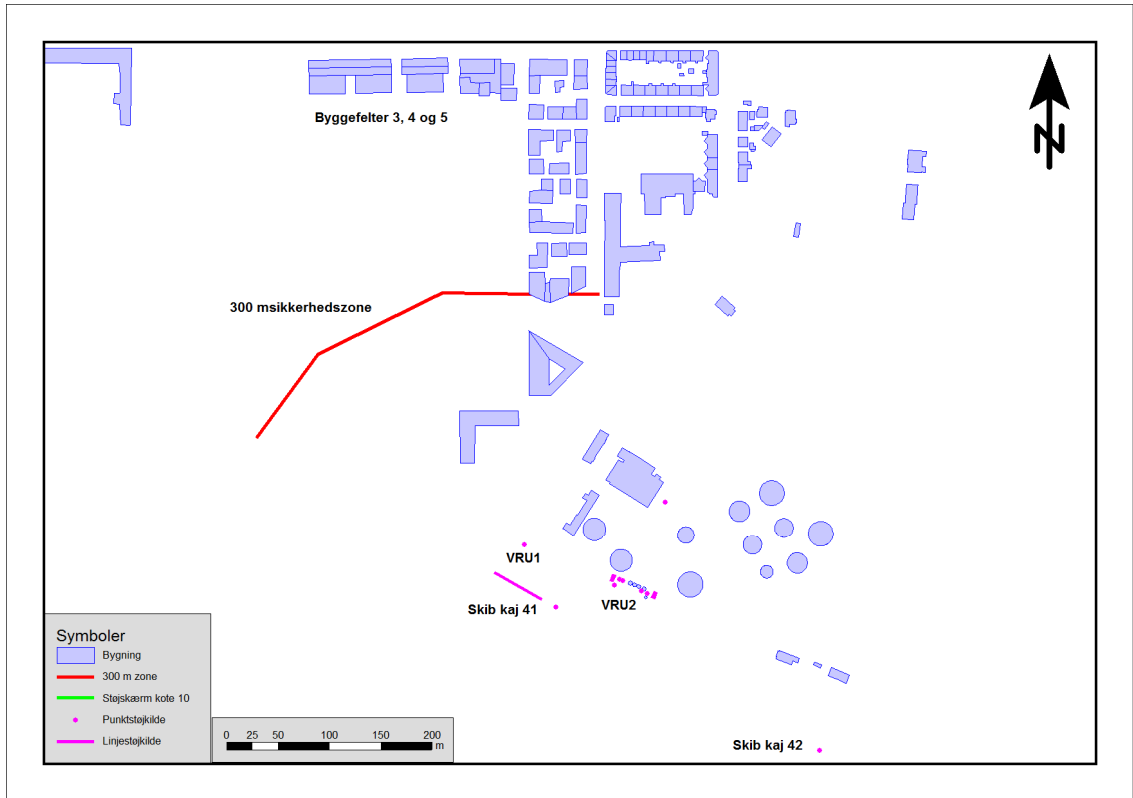 Byggefelter 3, 4 og 5
N
300 msikkerhedszone
VRU1
Skib kaj 41
VRU2
Skib kaj 42
Symboler
Bygning
300 m zone
Støjskærm kote 10
Punktstøjkilde
Linjestøjkilde
0 25 50 100 150 200
m